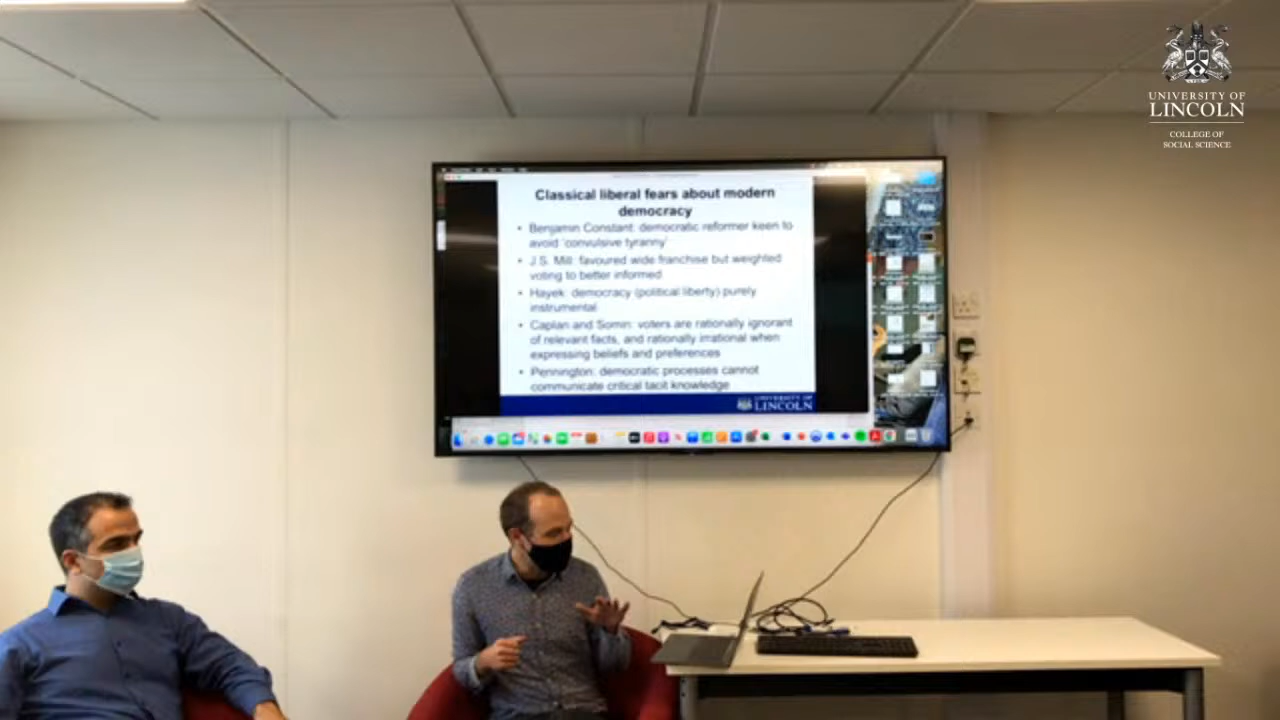 UNIVERSITY OF
LINCOLN
COLLEGE OF
SOCIAL SCIENCE
Classical liberal fears about modern
democracy
• Benjamin Constant: democratic reformer keen to
avoid 'convulsive tyranny'
• J.S. Mill: favoured wide franchise but weighted
voting to better informed
• Hayek: democracy (political liberty) purely
instrumental
• Caplan and Somin: voters are rationally ignorant
of relevant facts, and rationally irrational when
expressing beliefs and preferences
• Pennington: democratic processes cannot
communicate critical tacit knowledge
UNIVERSITY OF
LINCOLN